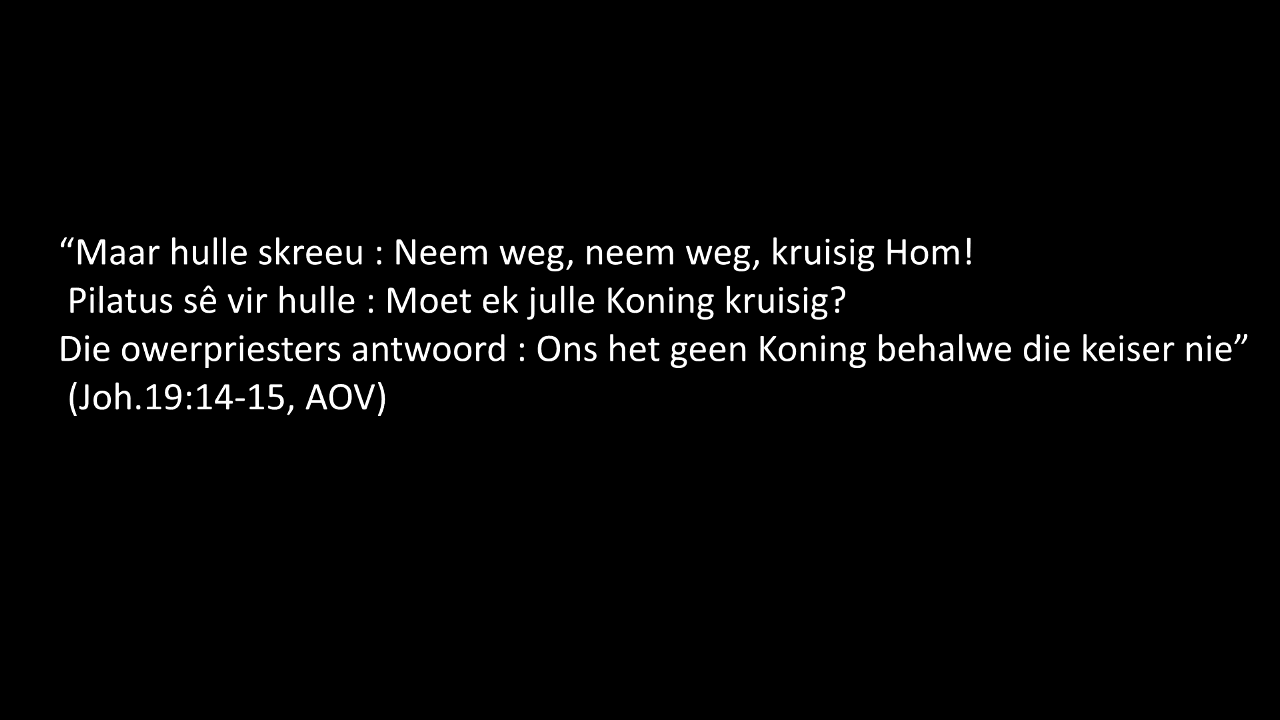 “Maar hulle skreeu : Neem weg, neem weg, kruisig Hom!
Pilatus sê vir hulle : Moet ek julle Koning kruisig?
Die owerpriesters antwoord : Ons het geen Koning behalwe die keiser nie”
(Joh.19:14-15, AOV)